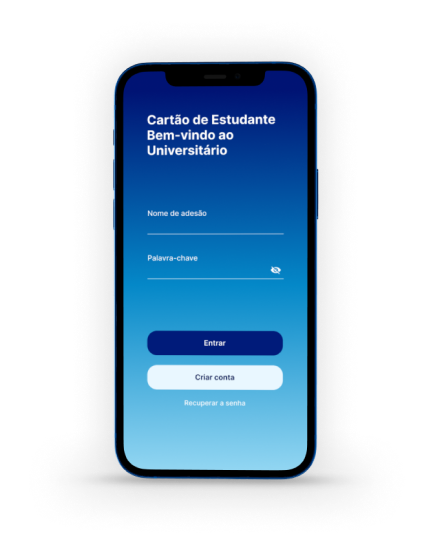 Cartão de Estudante
Bem-vindo ao
Universitário
Nome de adesão
Palavra-chave
Entrar
Criar conta
Recuperar a senha